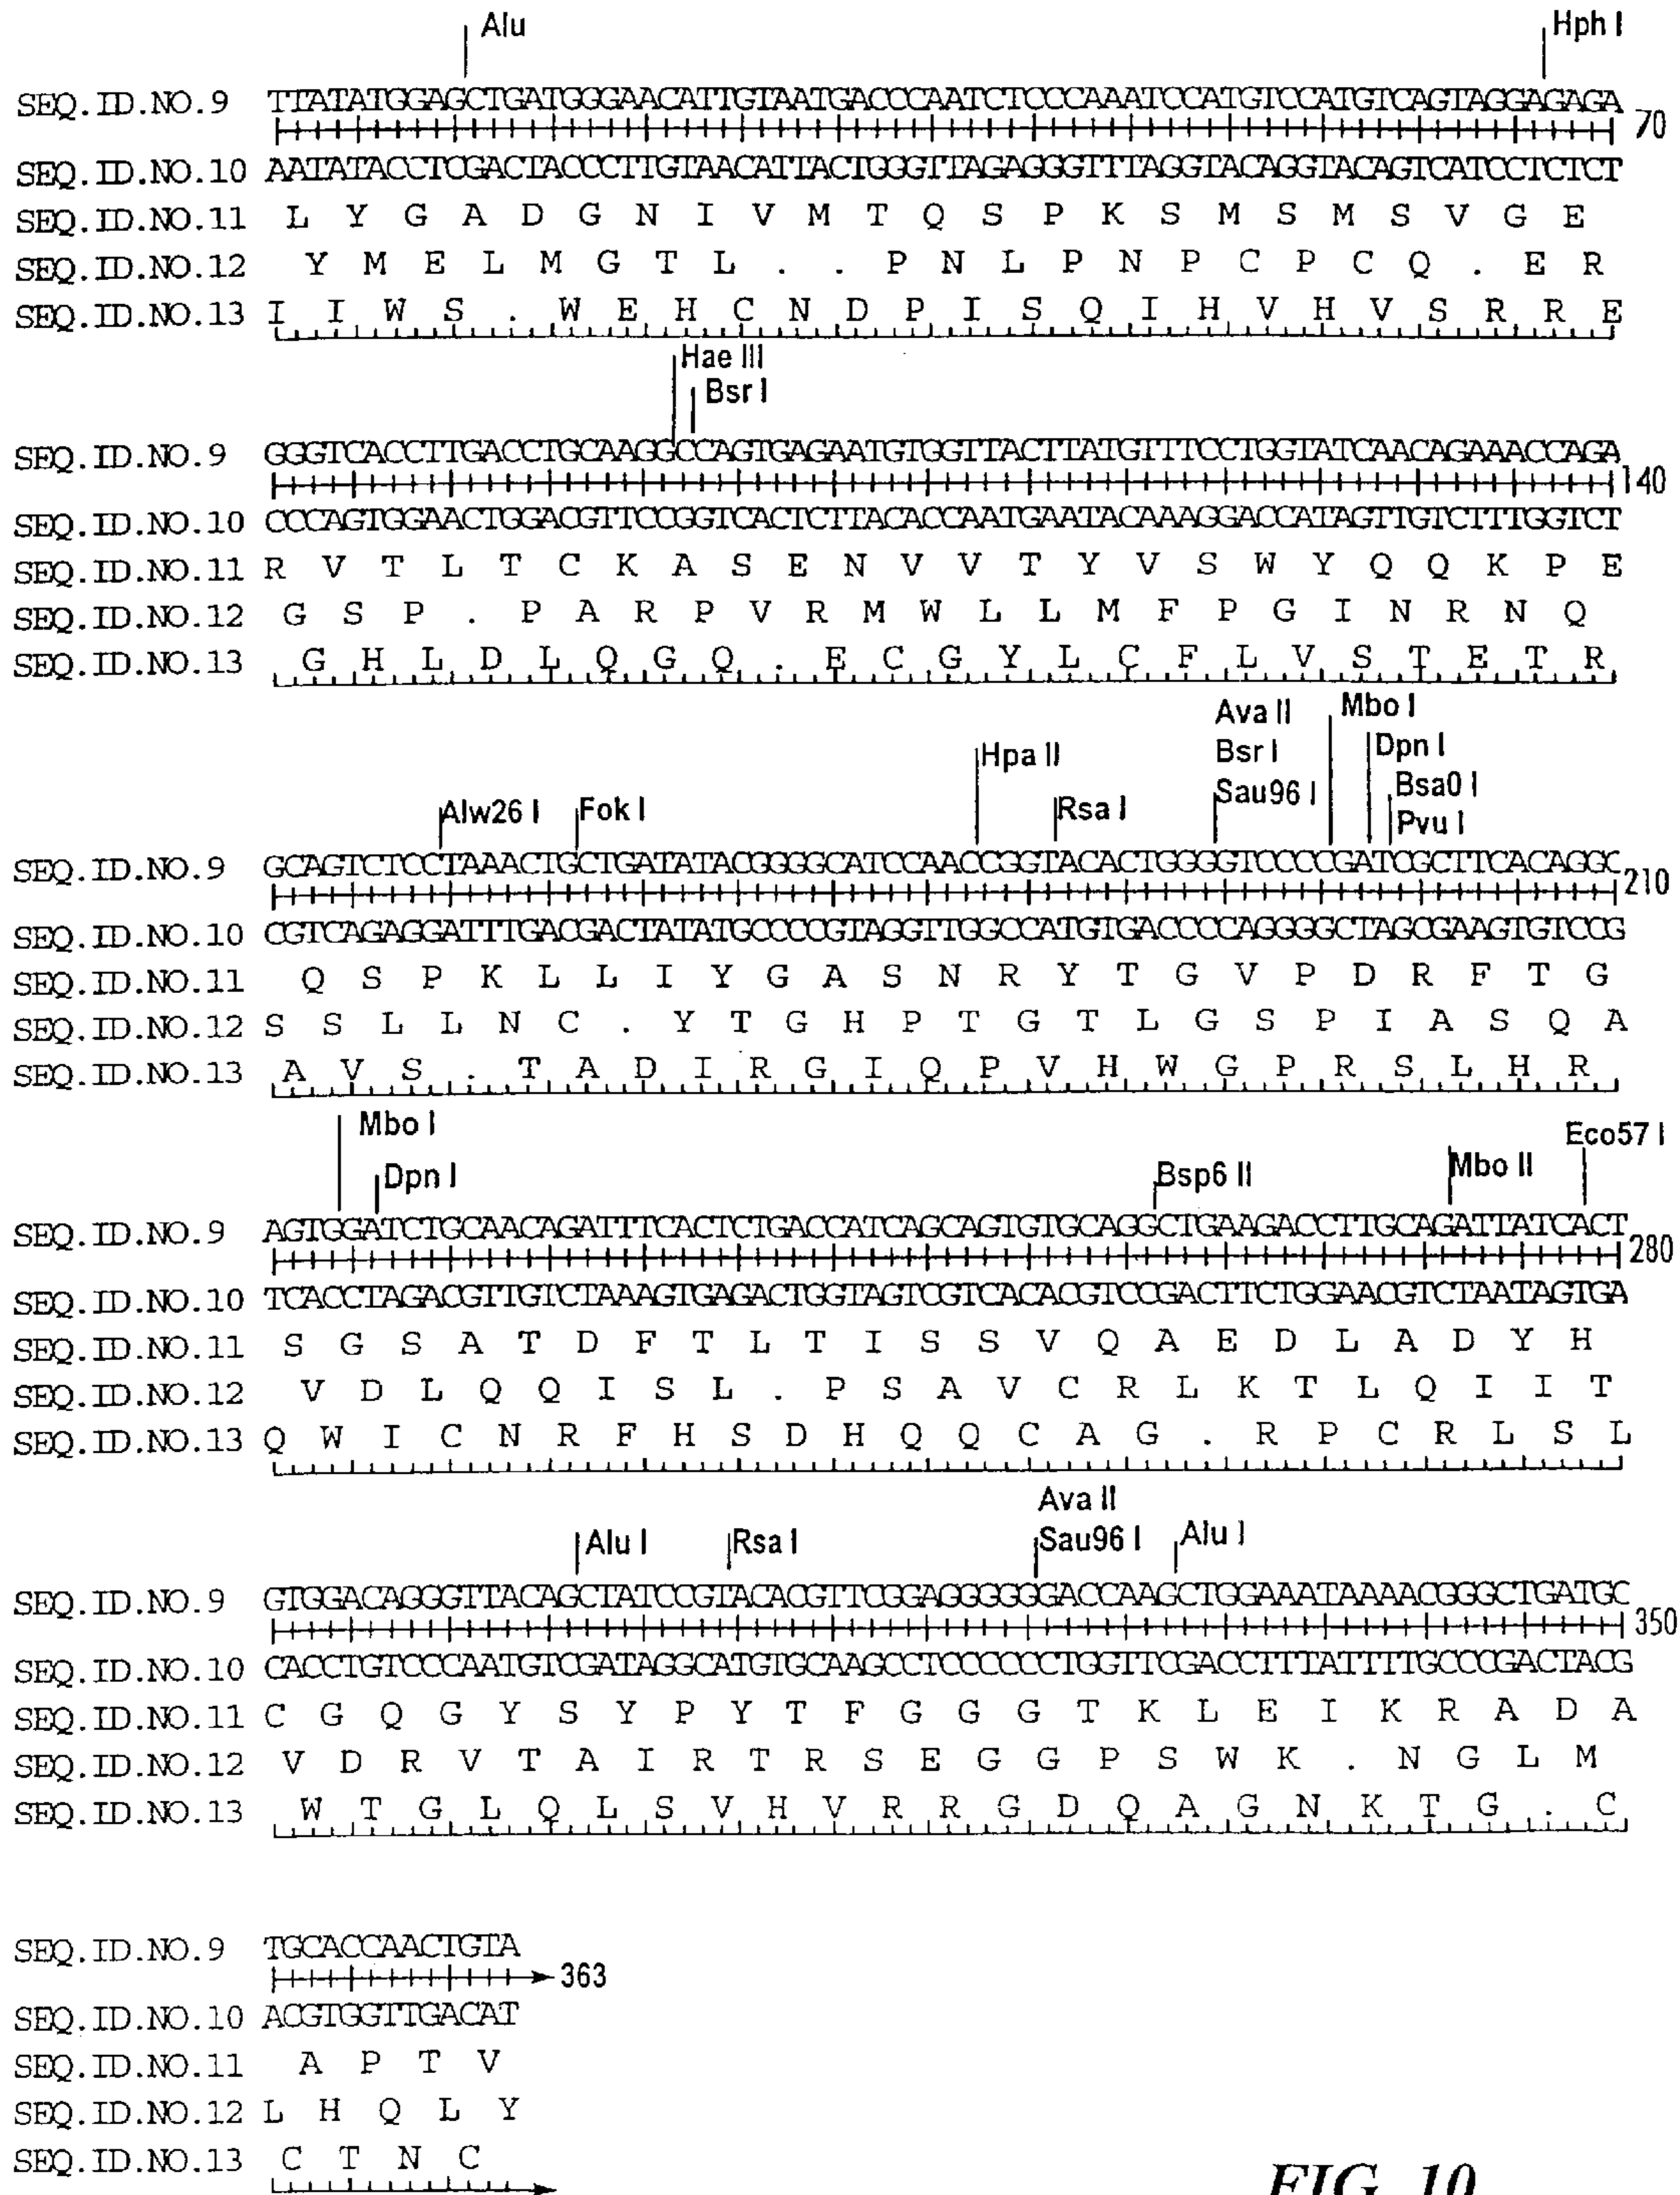 Alu Hph I
SEQ.ID.NO.9 TTATATGGAGCTGATGGGAACATTGTAATGACCCAATCTCCCAAATCCATGTCCATGTCAGTAGGAGAGA
70
SEQ.ID.NO.10 AATATACCTCGACTACCCTTGTAACATTACTGGGTTAGAGGGTTTAGGTACAGGTACAGTCATCCTCTCT
SEQ.ID.NO.11 L Y G A D G N I V M T Q S P K S M S M S V G E
SEQ.ID.NO.12 Y M E L M G T L . . P N L P N P C P C Q . E R
SEQ.ID.NO.13 I I W S . W E H C N D P I S Q I H V H V S R R E
Hae III
Bsr I
SEQ.ID.NO.9 GGGTCACCTTGACCTGCAAGGCCAGTGAGAATGTGGTTACTTATGTTTCCTGGTATCAACAGAAACCAGA
140
SEQ.ID.NO.10 CCCAGTGGAACTGGACGTTCCGGTCACTCTTACACCAATGAATACAAAGGACCATAGTTGTCTTTGGTCT
SEQ.ID.NO.11 R V T L T C K A S E N V V T Y V S W Y Q Q K P E
SEQ.ID.NO.12 G S P . P A R P V R M W L L M F P G I N R N Q
SEQ.ID.NO.13 G H L D L Q G Q . E C G Y L C F L V S T E T R
Ava II Mbo I
Hpa II Bsr I Dpn I
Alw26 I Fok I Rsa I Sau96 I Bsa0 I
Pvu I
SEQ.ID.NO.9 GCAGTCTCCTAAACTGCTGATATACGGGGCATCCAACCGGTACACTGGGGTCCCCGATCGCTTCACAGGC
210
SEQ.ID.NO.10 CGTCAGAGGATTTGACGACTATATGCCCCGTAGGTTGGCCATGTGACCCCAGGGGCTAGCGAAGTGTCCG
SEQ.ID.NO.11 Q S P K L L I Y G A S N R Y T G V P D R F T G
SEQ.ID.NO.12 S S L L N C . Y T G H P T G T L G S P I A S Q A
SEQ.ID.NO.13 A V S . T A D I R G I Q P V H W G P R S L H R
Mbo I Eco57 I
Dpn I Bsp6 II Mbo II
SEQ.ID.NO.9 AGTGGATCTGCAACAGATTTCACTCTGACCATCAGCAGTGTGCAGGCTGAAGACCTTGCAGATTATCACT
280
SEQ.ID.NO.10 TCACCTAGACGTTGTCTAAAGTGAGACTGGTAGTCGTCACACGTCCGACTTCTGGAACGTCTAATAGTGA
SEQ.ID.NO.11 S G S A T D F T L T I S S V Q A E D L A D Y H
SEQ.ID.NO.12 V D L Q Q I S L . P S A V C R L K T L Q I I T
SEQ.ID.NO.13 Q W I C N R F H S D H Q Q C A G . R P C R L S L
Ava II
Alu I Rsa I Sau96 I Alu I
SEQ.ID.NO.9 GTGGACAGGGTTACAGCTATCCGTACACGTTCGGAGGGGGGACCAAGCTGGAAATAAAACGGGCTGATGC
350
SEQ.ID.NO.10 CACCTGTCCCAATGTCGATAGGCATGTGCAAGCCTCCCCCCTGGTTCGACCTTTATTTTGCCCGACTACG
SEQ.ID.NO.11 C G Q G Y S Y P Y T F G G G T K L E I K R A D A
SEQ.ID.NO.12 V D R V T A I R T R S E G G P S W K . N G L M
SEQ.ID.NO.13 W T G L Q L S V H V R R G D Q A G N K T G . C
SEQ.ID.NO.9 TGCACCAACTGTA
363
SEQ.ID.NO.10 ACGTGGTTGACAT
SEQ.ID.NO.11 A P T V
SEQ.ID.NO.12 L H Q L Y
SEQ.ID.NO.13 C T N C
FIG. 10